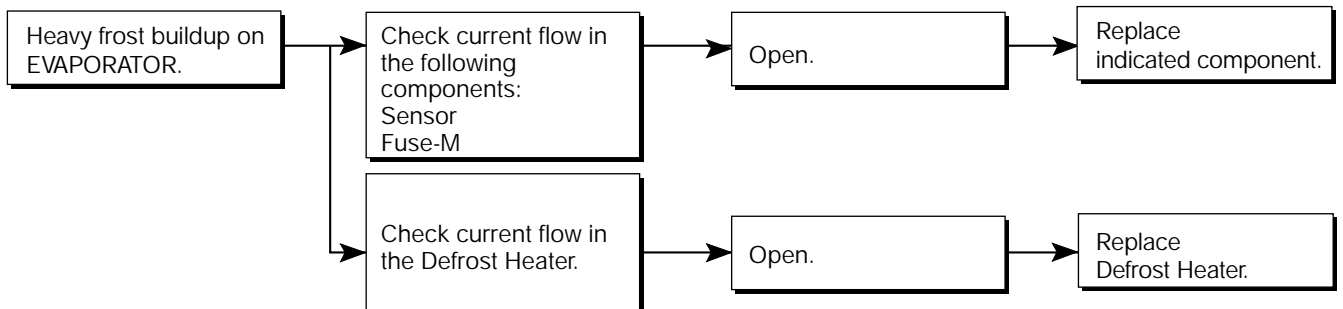 Heavy frost buildup on
EVAPORATOR.
Check current flow in
the following
components:
Sensor
Fuse-M
Open.
Replace
indicated component.
Check current flow in
the Defrost Heater.
Open.
Replace
Defrost Heater.